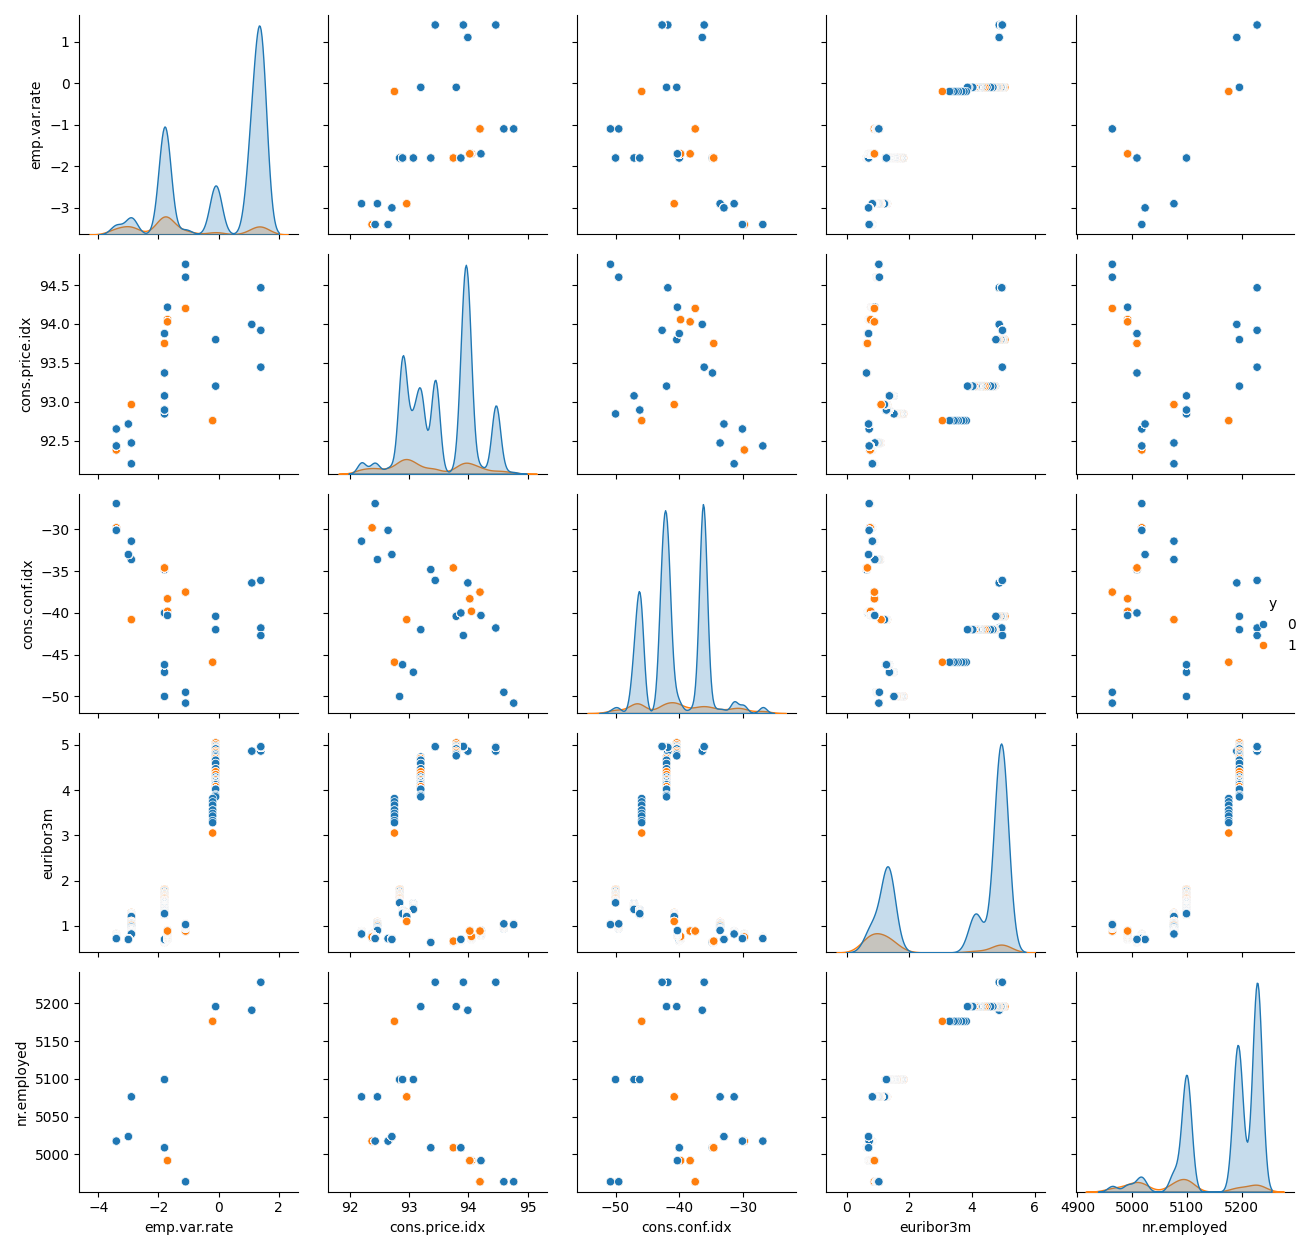 emp.var.rate
1
0
−1
−2
−3
cons.price.idx
94.5
94.0
93.5
93.0
92.5
cons.conf.idx
−30
−35
−40
−45
−50
y
0
1
euribor3m
5
4
3
2
1
nr.employed
5200
5150
5100
5050
5000
−4 −2 0 2
emp.var.rate
92 93 94 95
cons.price.idx
−50 −40 −30
cons.conf.idx
0 2 4 6
euribor3m
4900 5000 5100 5200
nr.employed